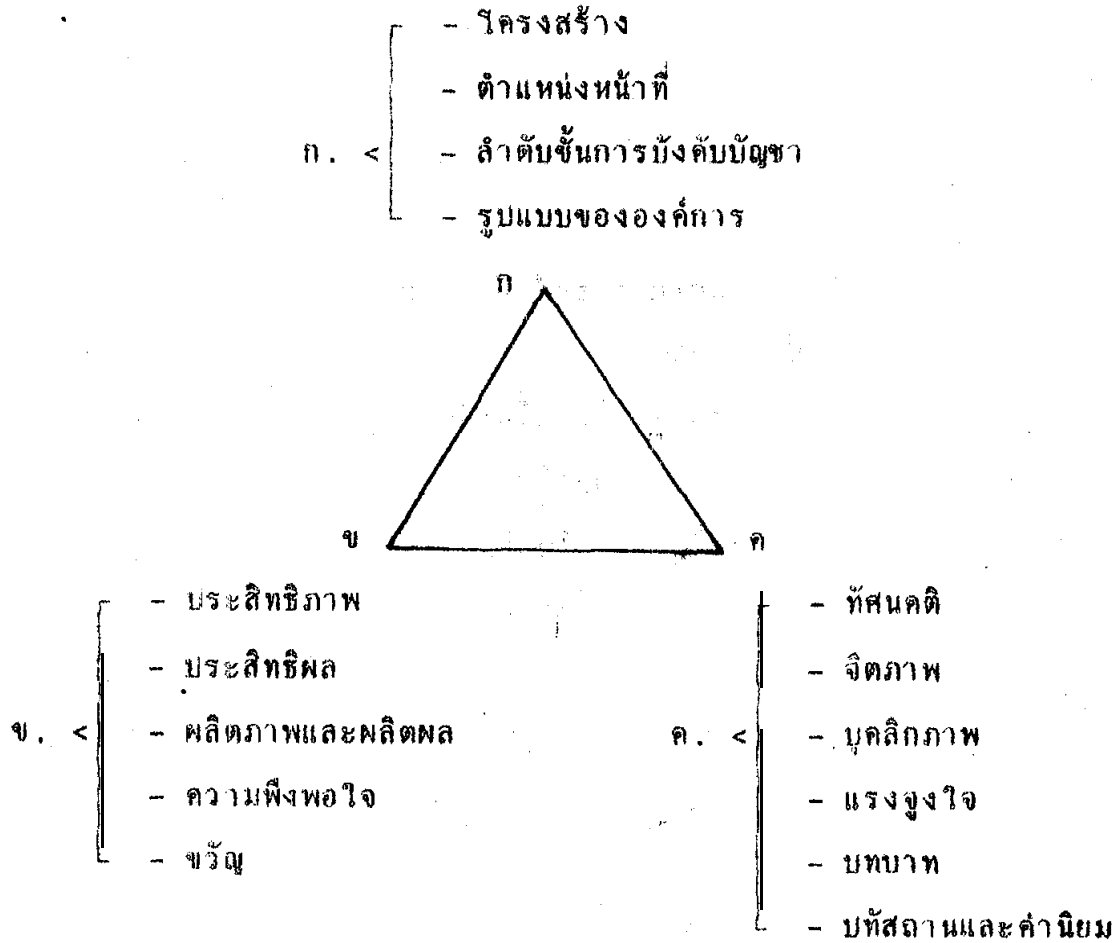 - โครงสร้าง
- ตำแหน่งหน้าที่
ก. < - ลำดับชั้นการบังคับบัญชา
- รูปแบบขององค์การ
ก
ข ค
- ประสิทธิภาพ
- ประสิทธิผล
ข. < - ผลิตภาพและผลิตผล
- ความพึงพอใจ
- ขวัญ
- ทัศนคติ
- จิตภาพ
ค. < - บุคลิกภาพ
- แรงจูงใจ
- บทบาท
- บทัสถานและค่านิยม